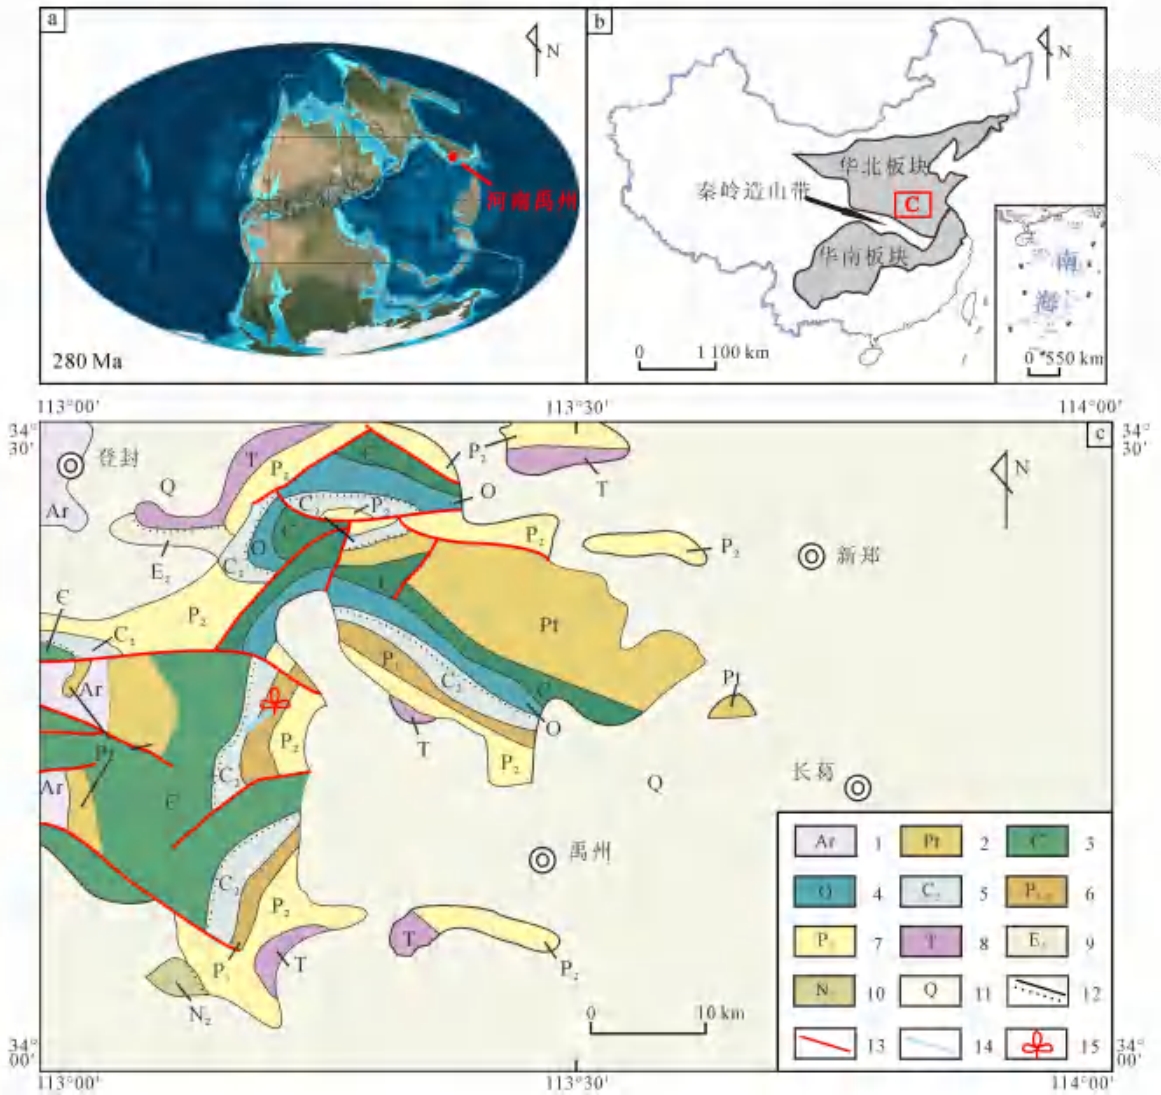 a
N
河南禹州
280 Ma
b
N
华北板块
秦岭造山带
C
华南板块
南
海
0 1 100 km
0 550 km
113°00′ 113°30′ 114°00′
34°
30′
34°
30′
c
N
登封
Ar
Q
T
P₂
E₂
C₂
O
P₂
T
O
C₂
P₂
P₂
P₂
新郑
Є
C₂
P₂
Pt
Pt
Ar
P₁
C₂
O
T
P₂
P₂
C₂
Pt
Ar
Є
Q
长葛
禹州
C₂
P₂
P₁
T
N₂
T
P₂
0 10 km
Ar 1 Pt 2 Є 3
O 4 C₂ 5 6
7 T 8 9
10 Q 11 12
13 14 15
34°
00′
34°
00′
113°00′ 113°30′ 114°00′